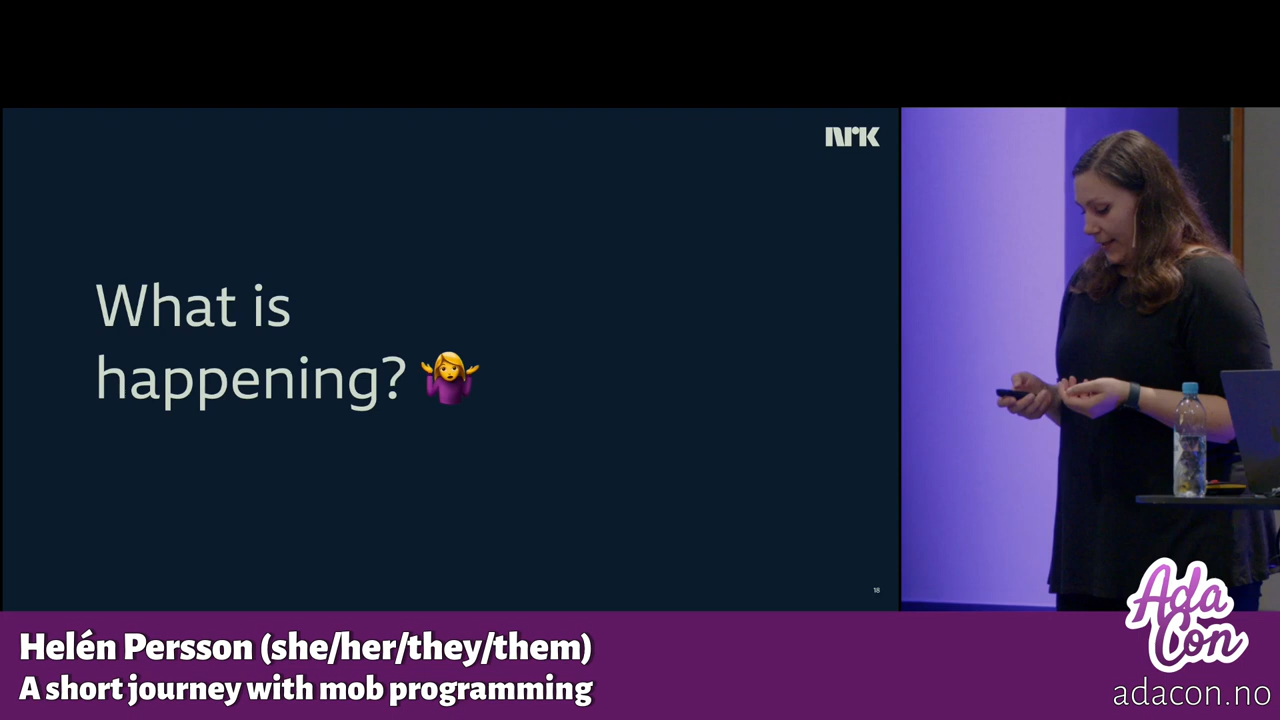 NRK
What is
happening? 🤷‍♀️
18
Helén Persson (she/her/they/them)
A short journey with mob programming
Ada
Con
adacon.no